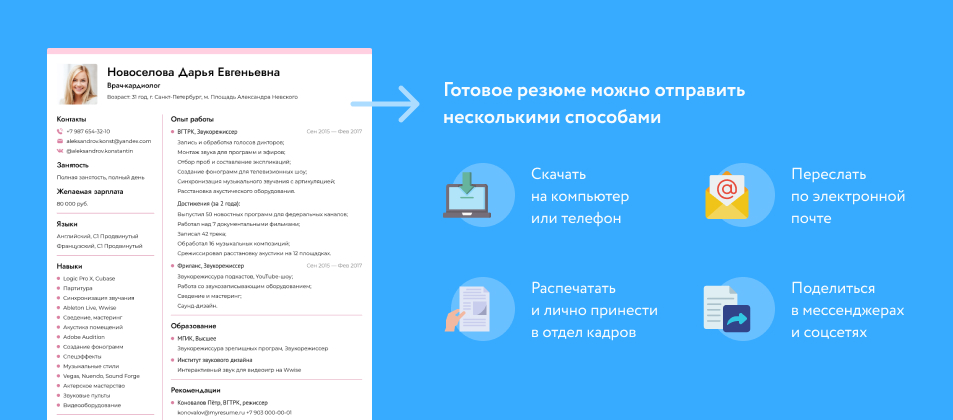 Новоселова Дарья Евгеньевна
Врач-кардиолог
Возраст: 31 год, г. Санкт-Петербург, м. Площадь Александра Невского
Контакты
+7 987 654-32-10
aleksandrov.konst@yandex.com
@aleksandrov.konstantin
Занятость
Полная занятость, полный день
Желаемая зарплата
80 000 руб.
Языки
Английский, C1 Продвинутый
Французский, C1 Продвинутый
Навыки
Logic Pro X, Cubase
Партитура
Синхронизация звучания
Ableton Live, Wwise
Сведение, мастеринг
Акустика помещений
Adobe Audition
Создание фонограмм
Спецэффекты
Музыкальные стили
Vegas, Nuendo, Sound Forge
Актерское мастерство
Звуковые пульты
Видеооборудование
Опыт работы
ВГТРК, Звукорежиссер
Сен 2015 — Фев 2017
Запись и обработка голосов дикторов;
Монтаж звука для программ и эфиров;
Отбор проб и составление экспликаций;
Создание фонограмм для телевизионных шоу;
Синхронизация музыкального звучания с артикуляцией;
Расстановка акустического оборудования.
Достижения (за 2 года):
Выпустил 50 новостных программ для федеральных каналов;
Работал над 7 документальными фильмами;
Записал 42 трека;
Обработал 16 музыкальных композиций;
Срежиссировал расстановку акустики на 12 площадках.
Фриланс, Звукорежиссер
Сен 2015 — Фев 2017
Звукорежиссура подкастов, YouTube-шоу;
Работа со звукозаписывающим оборудованием;
Сведение и мастеринг;
Саунд-дизайн.
Образование
МГИК, Высшее
Звукорежиссура зрелищных программ, Звукорежиссер
Институт звукового дизайна
Интерактивный звук для видеоигр на Wwise
Рекомендации
Коновалов Пётр, ВГТРК, режиссер
konovalov@myresume.ru +7 903 000-00-01
Готовое резюме можно отправить
несколькими способами
Скачать
на компьютер
или телефон
Переслать
по электронной
почте
Распечатать
и лично принести
в отдел кадров
Поделиться
в мессенджерах
и соцсетях